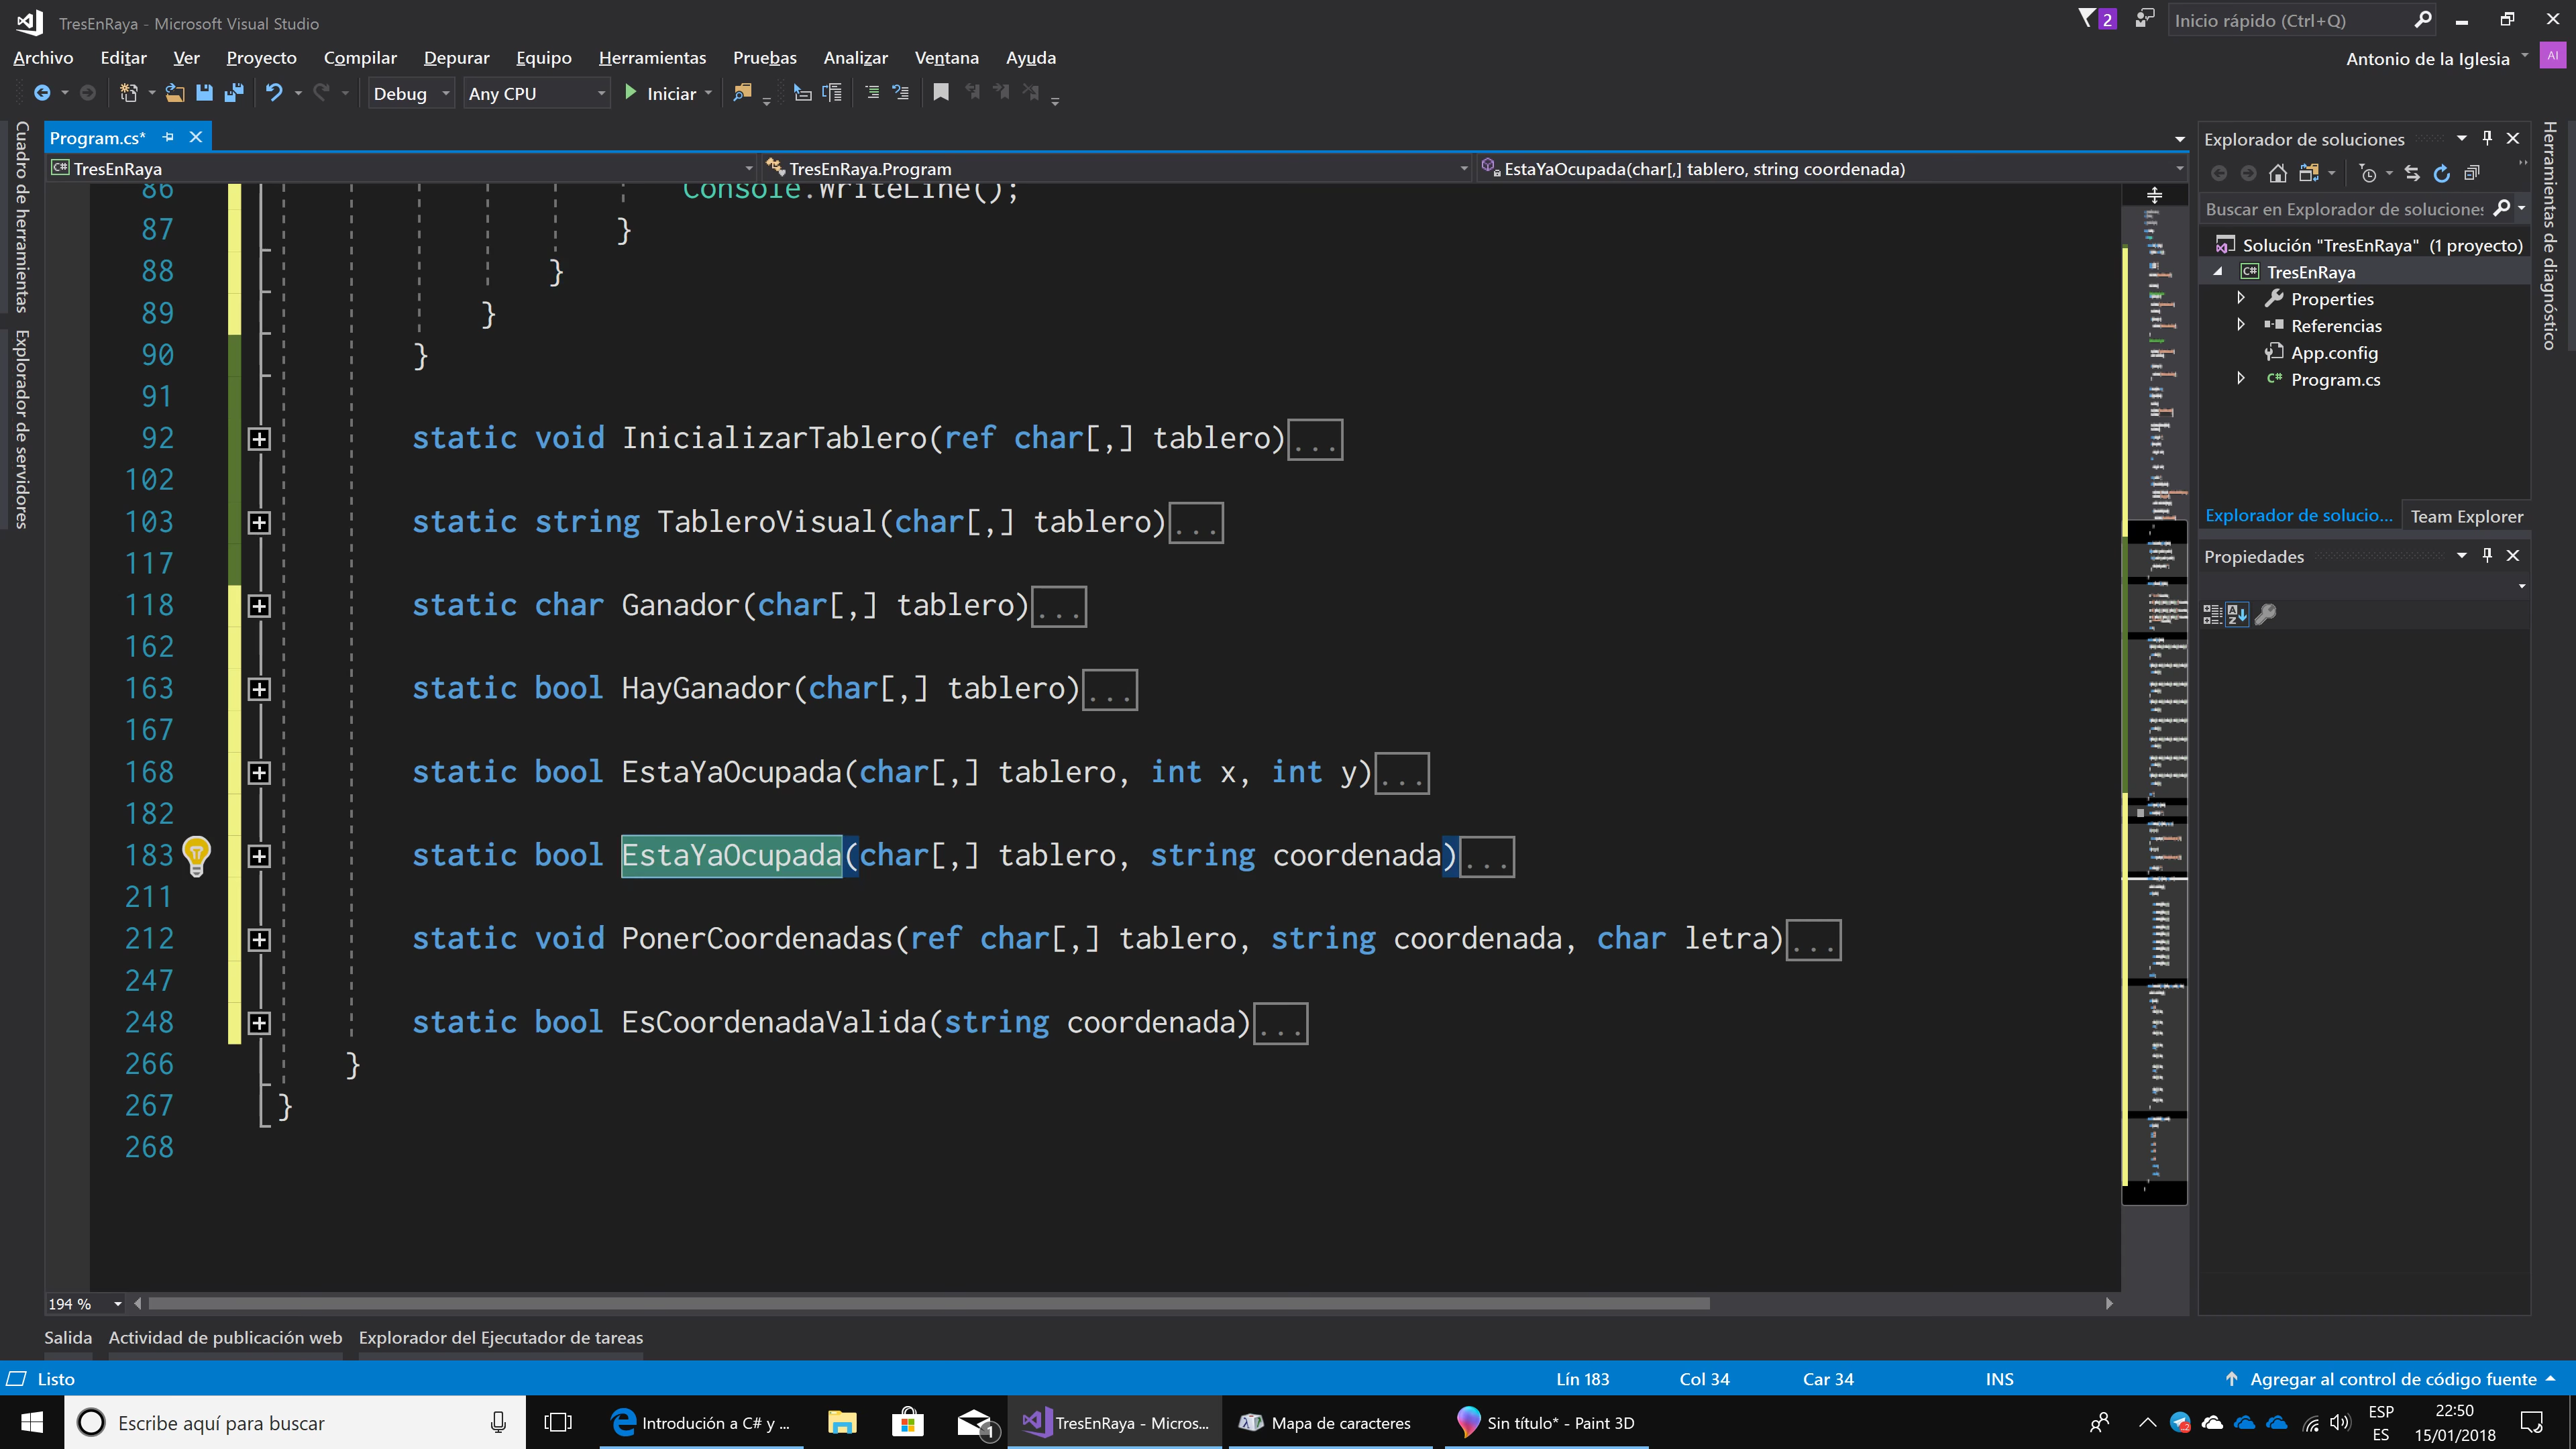 TresEnRaya - Microsoft Visual Studio
2
Inicio rápido (Ctrl+Q)
Archivo Editar Ver Proyecto Compilar Depurar Equipo Herramientas Pruebas Analizar Ventana Ayuda
Antonio de la Iglesia AI
Debug Any CPU Iniciar
Cuadro de herramientas
Explorador de servidores
Program.cs*
TresEnRaya
TresEnRaya.Program
EstaYaOcupada(char[,] tablero, string coordenada)
86 Console.WriteLine();
87 }
88 }
89 }
90 }
91
92 static void InicializarTablero(ref char[,] tablero)...
102
103 static string TableroVisual(char[,] tablero)...
117
118 static char Ganador(char[,] tablero)...
162
163 static bool HayGanador(char[,] tablero)...
167
168 static bool EstaYaOcupada(char[,] tablero, int x, int y)...
182
183 static bool EstaYaOcupada(char[,] tablero, string coordenada)...
211
212 static void PonerCoordenadas(ref char[,] tablero, string coordenada, char letra)...
247
248 static bool EsCoordenadaValida(string coordenada)...
266 }
267 }
268
194 %
Explorador de soluciones
Buscar en Explorador de soluciones
Solución "TresEnRaya" (1 proyecto)
C# TresEnRaya
Properties
Referencias
App.config
C# Program.cs
Explorador de solucio... Team Explorer
Propiedades
Herramientas de diagnóstico
Salida Actividad de publicación web Explorador del Ejecutador de tareas
Listo Lín 183 Col 34 Car 34 INS Agregar al control de código fuente
Escribe aquí para buscar
Introdución a C# y ...
1
TresEnRaya - Micros...
Mapa de caracteres
Sin título* - Paint 3D
ESP
ES
22:50
15/01/2018